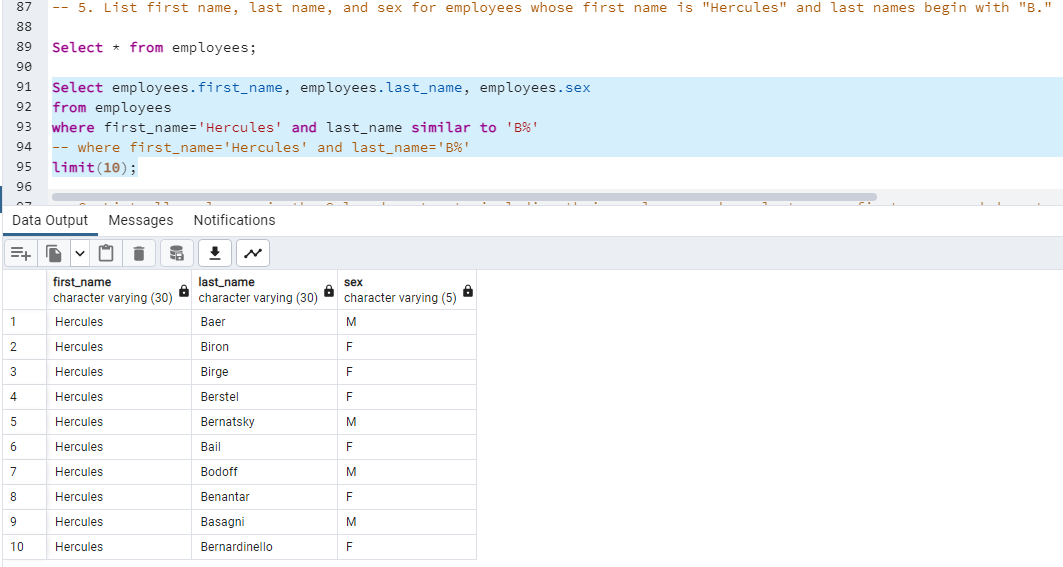 87 -- 5. List first name, last name, and sex for employees whose first name is "Hercules" and last names begin with "B."
88
89 Select * from employees;
90
91 Select employees.first_name, employees.last_name, employees.sex
92 from employees
93 where first_name='Hercules' and last_name similar to 'B%'
94 -- where first_name='Hercules' and last_name='B%'
95 limit(10);
96
Data Output Messages Notifications
first_name last_name sex
character varying (30) character varying (30) character varying (5)
1 Hercules Baer M
2 Hercules Biron F
3 Hercules Birge F
4 Hercules Berstel F
5 Hercules Bernatsky M
6 Hercules Bail F
7 Hercules Bodoff M
8 Hercules Benantar F
9 Hercules Basagni M
10 Hercules Bernardinello F